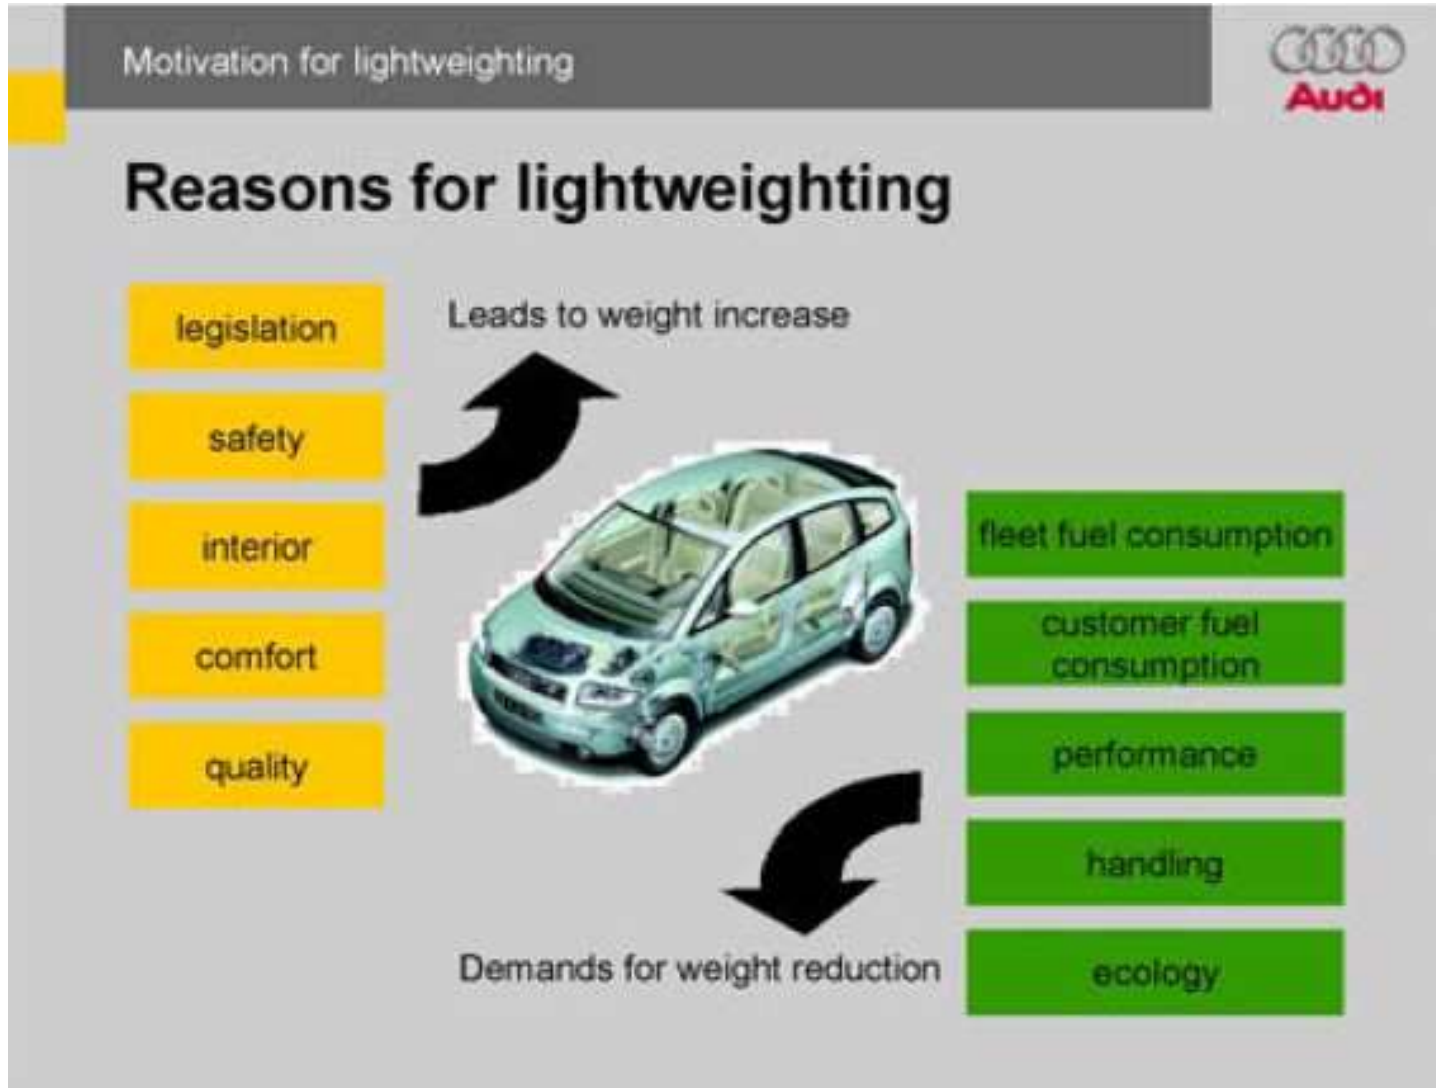 Motivation for lightweighting
Audi
Reasons for lightweighting
legislation
safety
interior
comfort
quality
Leads to weight increase
Demands for weight reduction
fleet fuel consumption
customer fuel
consumption
performance
handling
ecology